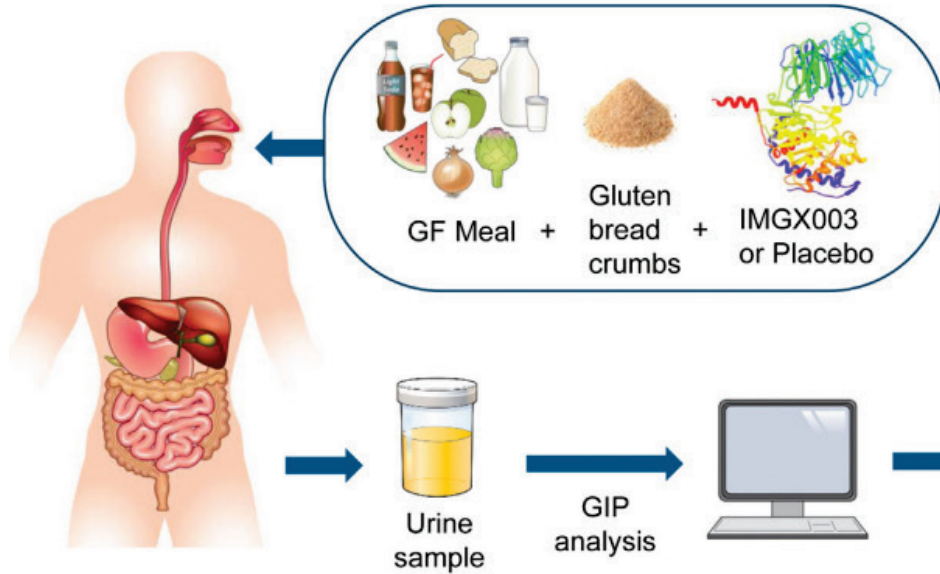 Light
Soda
GF Meal + Gluten bread crumbs + IMGX003 or Placebo
Urine
sample
GIP
analysis